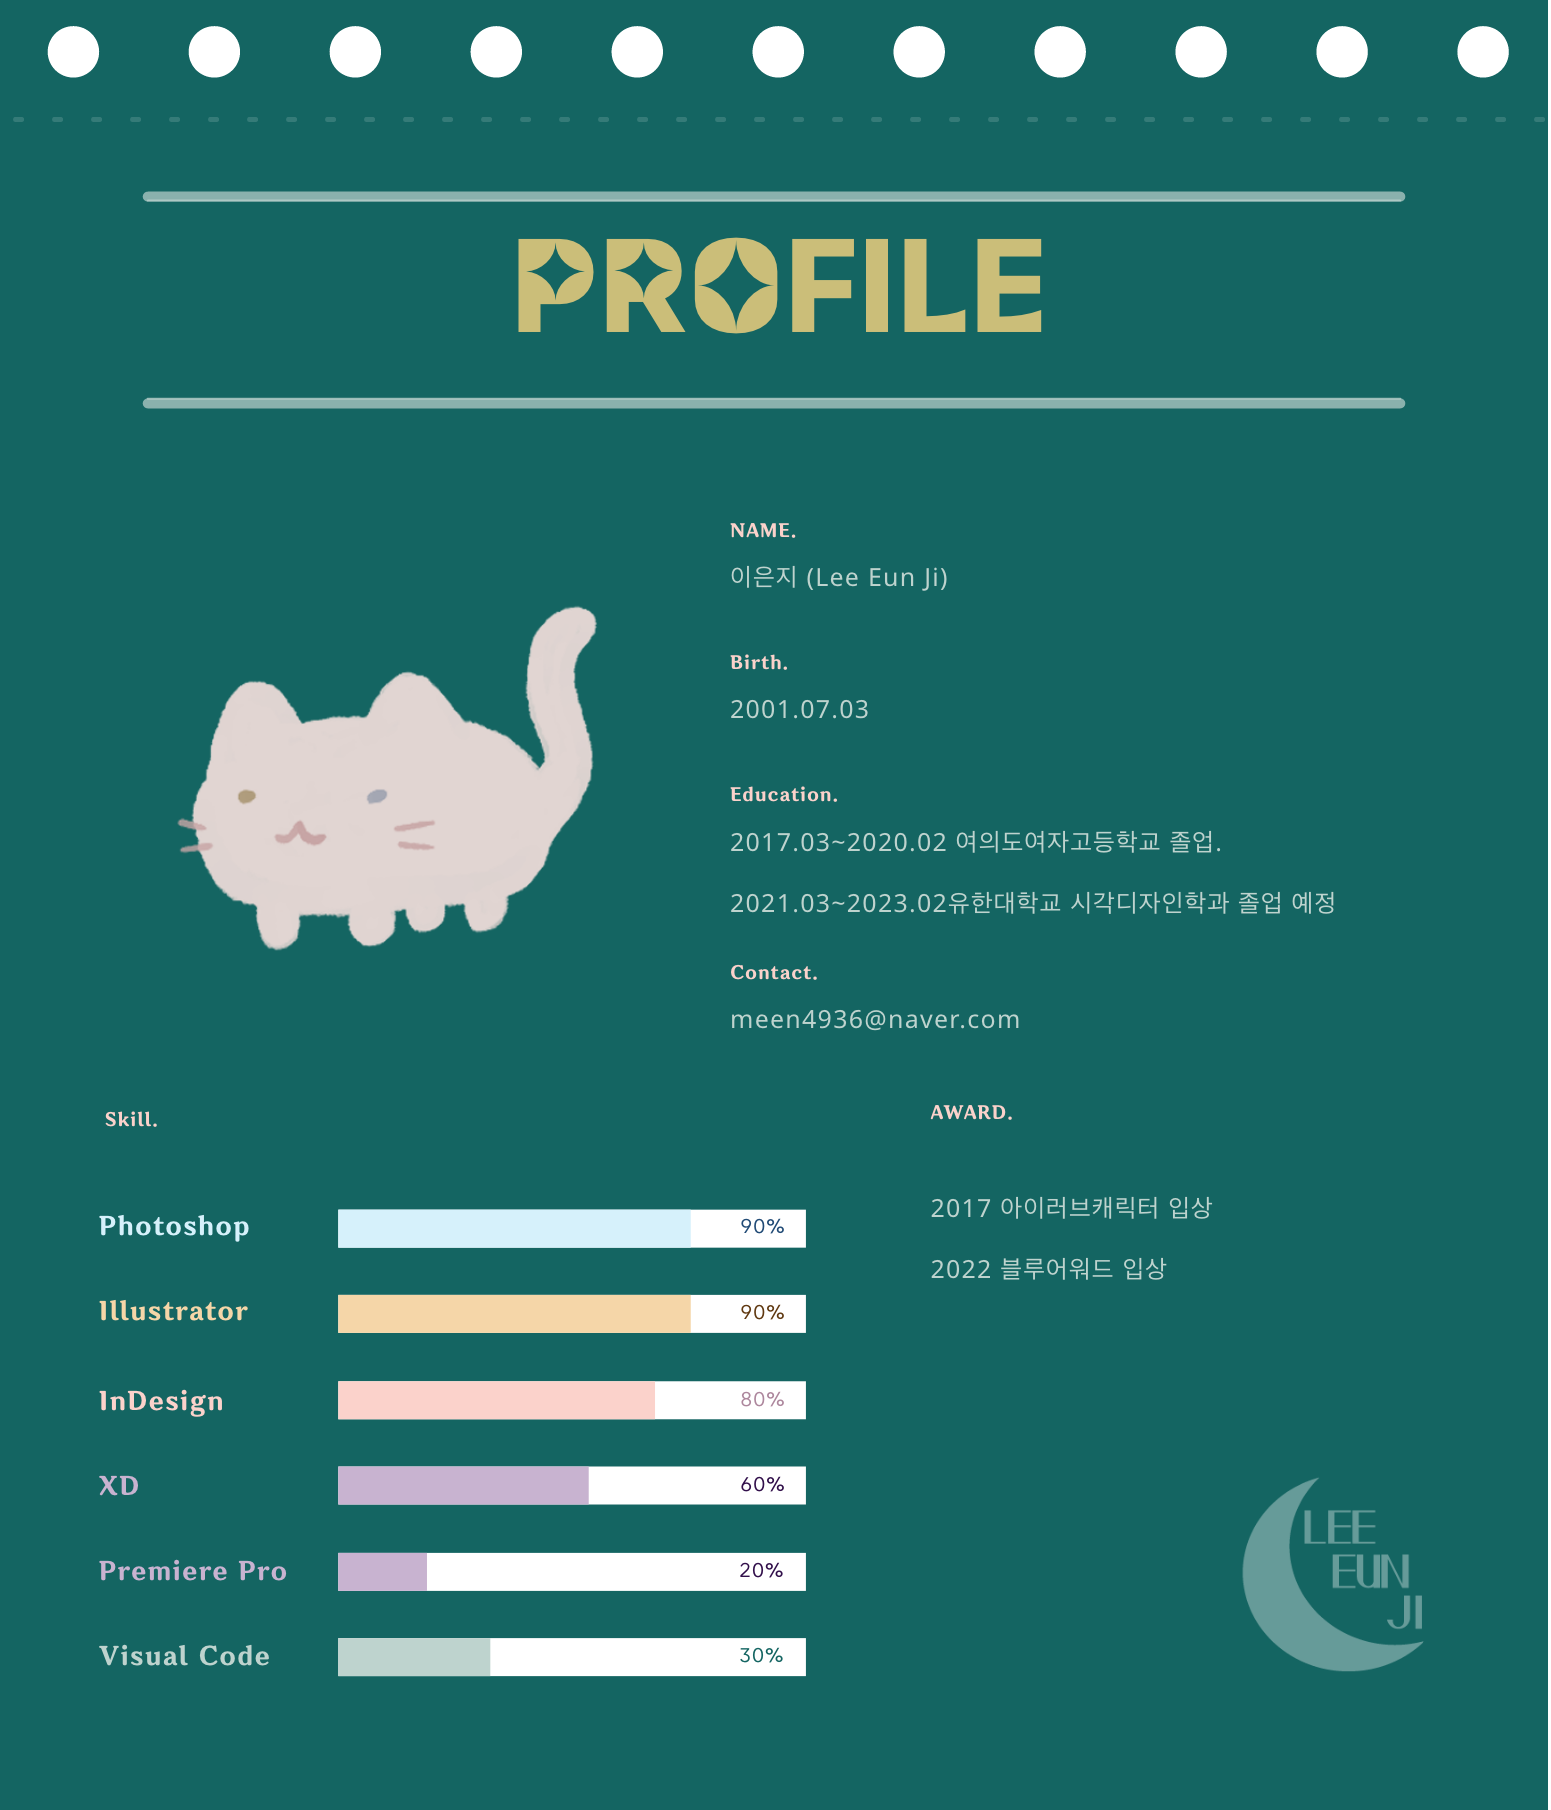 PROFILE
NAME.
이은지 (Lee Eun Ji)
Birth.
2001.07.03
Education.
2017.03~2020.02 여의도여자고등학교 졸업.
2021.03~2023.02유한대학교 시각디자인학과 졸업 예정
Contact.
meen4936@naver.com
Skill.
Photoshop 90%
Illustrator 90%
InDesign 80%
XD 60%
Premiere Pro 20%
Visual Code 30%
AWARD.
2017 아이러브캐릭터 입상
2022 블루어워드 입상
LEE
EUN
JI